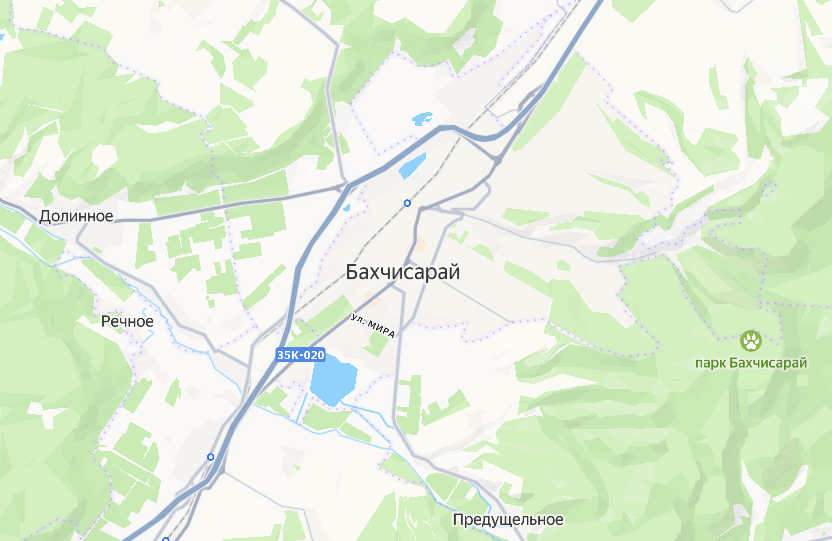 Долинное
Бахчисарай
Речное
ул. МИРА
35К-020
парк Бахчисарай
Предущельное